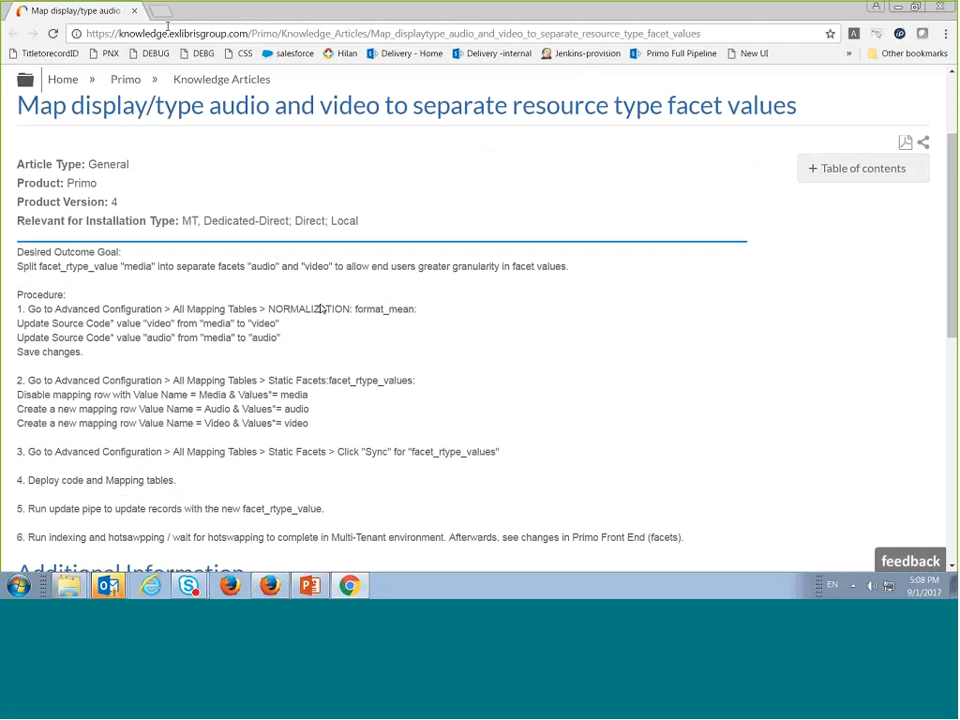 Map display/type audio
https://knowledge.exlibrisgroup.com/Primo/Knowledge_Articles/Map_displaytype_audio_and_video_to_separate_resource_type_facet_values
TitletorecordID PNX DEBUG DEBG CSS salesforce Hilan Delivery - Home Delivery -internal Jenkins-provision Primo Full Pipeline New UI » Other bookmarks
Home » Primo » Knowledge Articles
Map display/type audio and video to separate resource type facet values
+ Table of contents
Article Type: General
Product: Primo
Product Version: 4
Relevant for Installation Type: MT, Dedicated-Direct; Direct; Local
Desired Outcome Goal:
Split facet_rtype_value "media" into separate facets "audio" and "video" to allow end users greater granularity in facet values.
Procedure:
1. Go to Advanced Configuration > All Mapping Tables > NORMALIZATION: format_mean:
Update Source Code* value "video" from "media" to "video"
Update Source Code* value "audio" from "media" to "audio"
Save changes.
2. Go to Advanced Configuration > All Mapping Tables > Static Facets:facet_rtype_values:
Disable mapping row with Value Name = Media & Values*= media
Create a new mapping row Value Name = Audio & Values*= audio
Create a new mapping row Value Name = Video & Values*= video
3. Go to Advanced Configuration > All Mapping Tables > Static Facets > Click "Sync" for "facet_rtype_values"
4. Deploy code and Mapping tables.
5. Run update pipe to update records with the new facet_rtype_value.
6. Run indexing and hotsawpping / wait for hotswapping to complete in Multi-Tenant environment. Afterwards, see changes in Primo Front End (facets).
Additional Information
feedback
EN
5:08 PM
9/1/2017